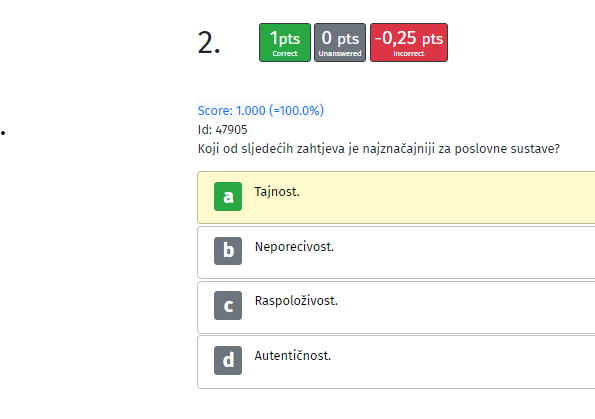 2.
1pts
Correct
0 pts
Unanswered
-0,25 pts
Incorrect
Score: 1.000 (=100.0%)
Id: 47905
Koji od sljedećih zahtjeva je najznačajniji za poslovne sustave?
a Tajnost.
b Neporecivost.
c Raspoloživost.
d Autentičnost.